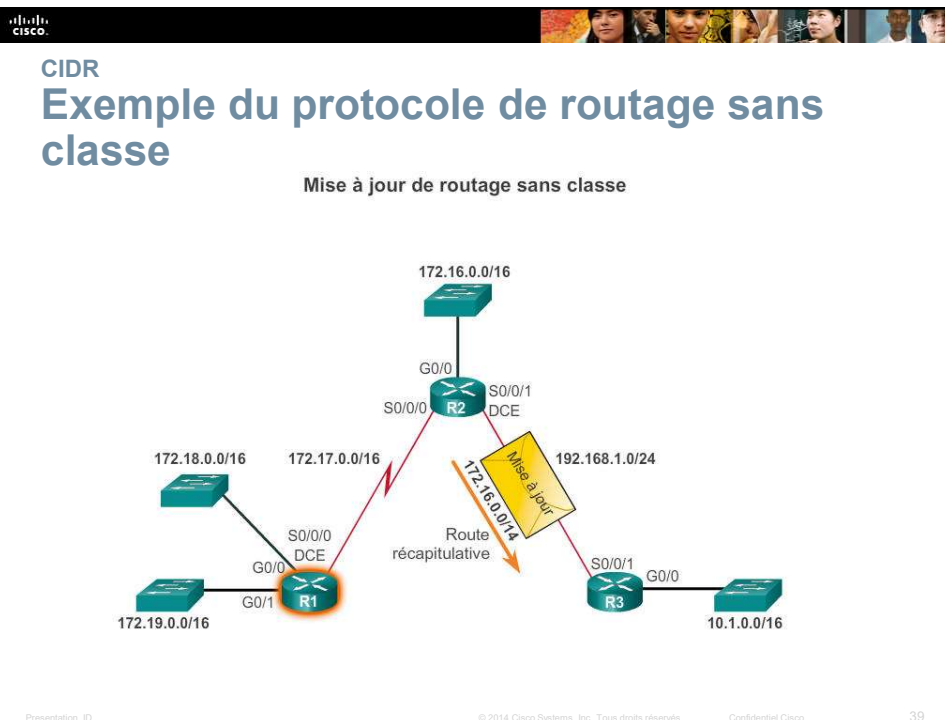 CISCO.
CIDR
Exemple du protocole de routage sans
classe
Mise à jour de routage sans classe
172.16.0.0/16
G0/0
S0/0/1
S0/0/0
R2
DCE
172.18.0.0/16
172.17.0.0/16
Mise à jour
192.168.1.0/24
172.16.0.0/14
Route
récapitulative
S0/0/0
DCE
G0/0
S0/0/1
G0/0
G0/1
R1
R3
172.19.0.0/16
10.1.0.0/16
Presentation_ID
© 2014 Cisco Systems, Inc. Tous droits réservés.
Confidentiel Cisco
39